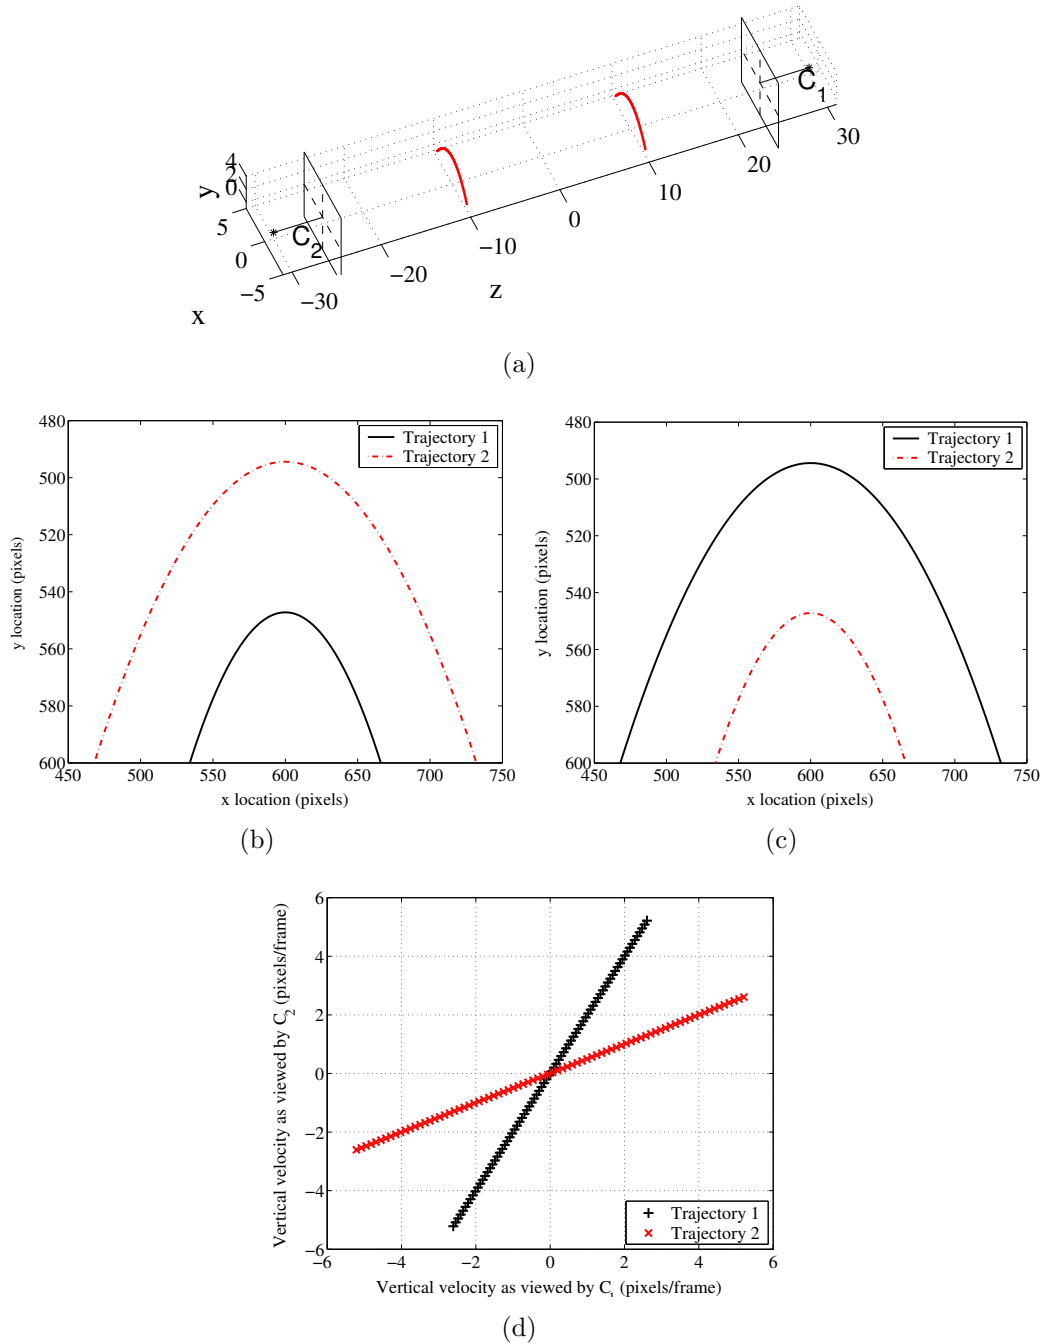 4
2
0
y
5
0
−5
x
−30
−20
−10
0
10
20
30
z
C2
C1
(a)
480
500
520
540
560
580
600
450 500 550 600 650 700 750
y location (pixels)
x location (pixels)
Trajectory 1
Trajectory 2
(b)
480
500
520
540
560
580
600
450 500 550 600 650 700 750
y location (pixels)
x location (pixels)
Trajectory 1
Trajectory 2
(c)
6
4
2
0
−2
−4
−6
−6 −4 −2 0 2 4 6
Vertical velocity as viewed by C2 (pixels/frame)
Vertical velocity as viewed by C1 (pixels/frame)
Trajectory 1
Trajectory 2
(d)